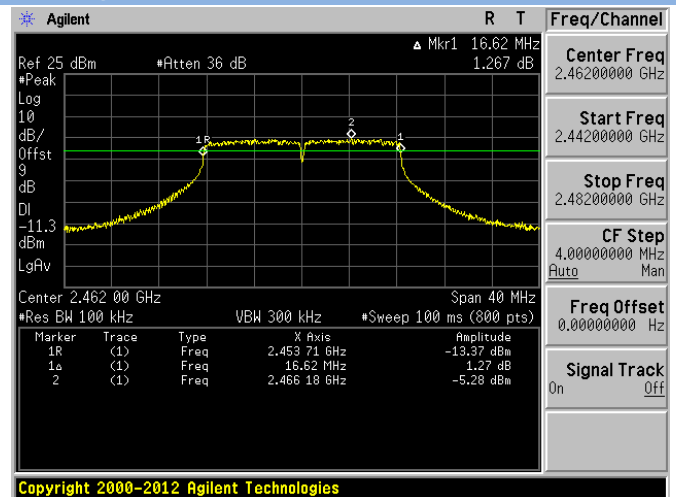 Agilent R T
Δ Mkr1 16.62 MHz
Ref 25 dBm #Atten 36 dB 1.267 dB
#Peak
Log
10
dB/
Offst
9
dB
DI
-11.3
dBm
LgAv
1R
2
1
Center 2.462 00 GHz Span 40 MHz
#Res BW 100 kHz VBW 300 kHz #Sweep 100 ms (800 pts)
Marker Trace Type X Axis Amplitude
1R (1) Freq 2.453 71 GHz -13.37 dBm
1Δ (1) Freq 16.62 MHz 1.27 dB
2 (1) Freq 2.466 18 GHz -5.28 dBm
Freq/Channel
Center Freq
2.46200000 GHz
Start Freq
2.44200000 GHz
Stop Freq
2.48200000 GHz
CF Step
4.00000000 MHz
Auto Man
Freq Offset
0.00000000 Hz
Signal Track
On Off
Copyright 2000-2012 Agilent Technologies